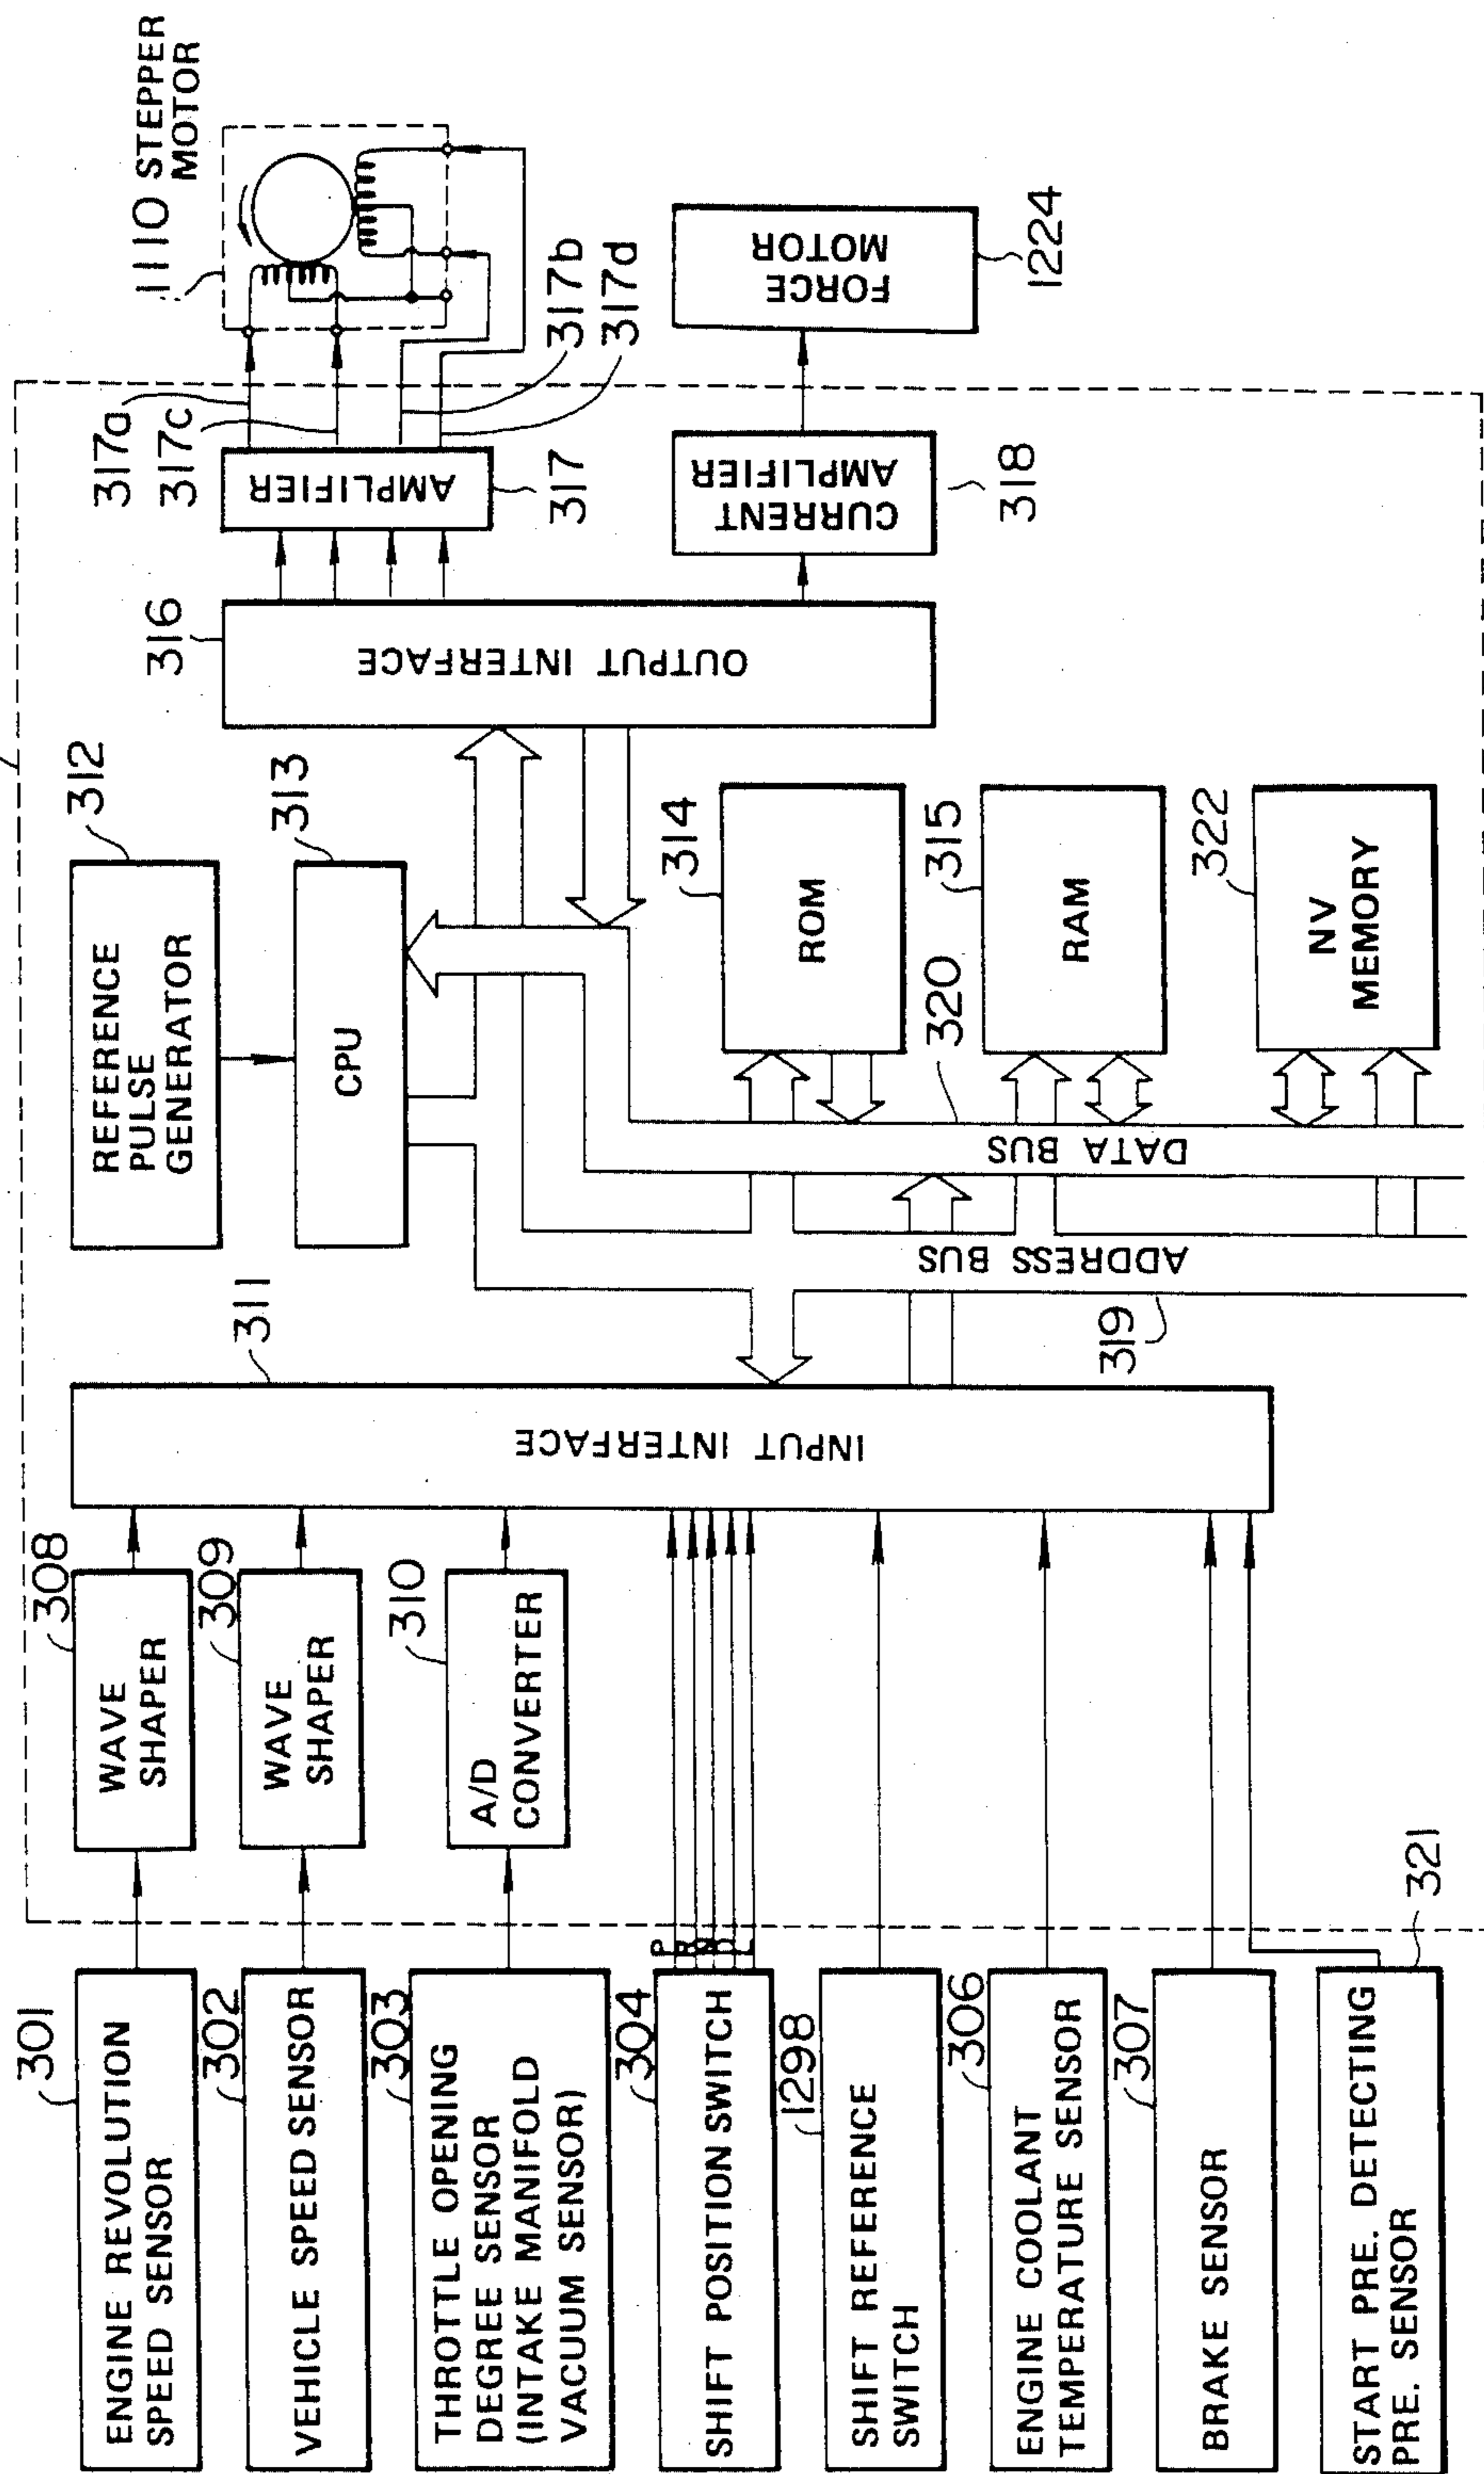 301
ENGINE REVOLUTION
SPEED SENSOR
302
VEHICLE SPEED SENSOR
303
THROTTLE OPENING
DEGREE SENSOR
(INTAKE MANIFOLD
VACUUM SENSOR)
304
SHIFT POSITION SWITCH
1298
SHIFT REFERENCE
SWITCH
306
ENGINE COOLANT
TEMPERATURE SENSOR
307
BRAKE SENSOR
321
START PRE. DETECTING
PRE. SENSOR
308
WAVE
SHAPER
309
WAVE
SHAPER
310
A/D
CONVERTER
P
R
N
D
L
311
INPUT INTERFACE
312
REFERENCE
PULSE
GENERATOR
313
CPU
319
ADDRESS BUS
320
DATA BUS
314
ROM
315
RAM
322
NV
MEMORY
316
OUTPUT INTERFACE
317
AMPLIFIER
317a
317c
317b
317d
318
CURRENT
AMPLIFIER
1110 STEPPER
MOTOR
FORCE
MOTOR
1224